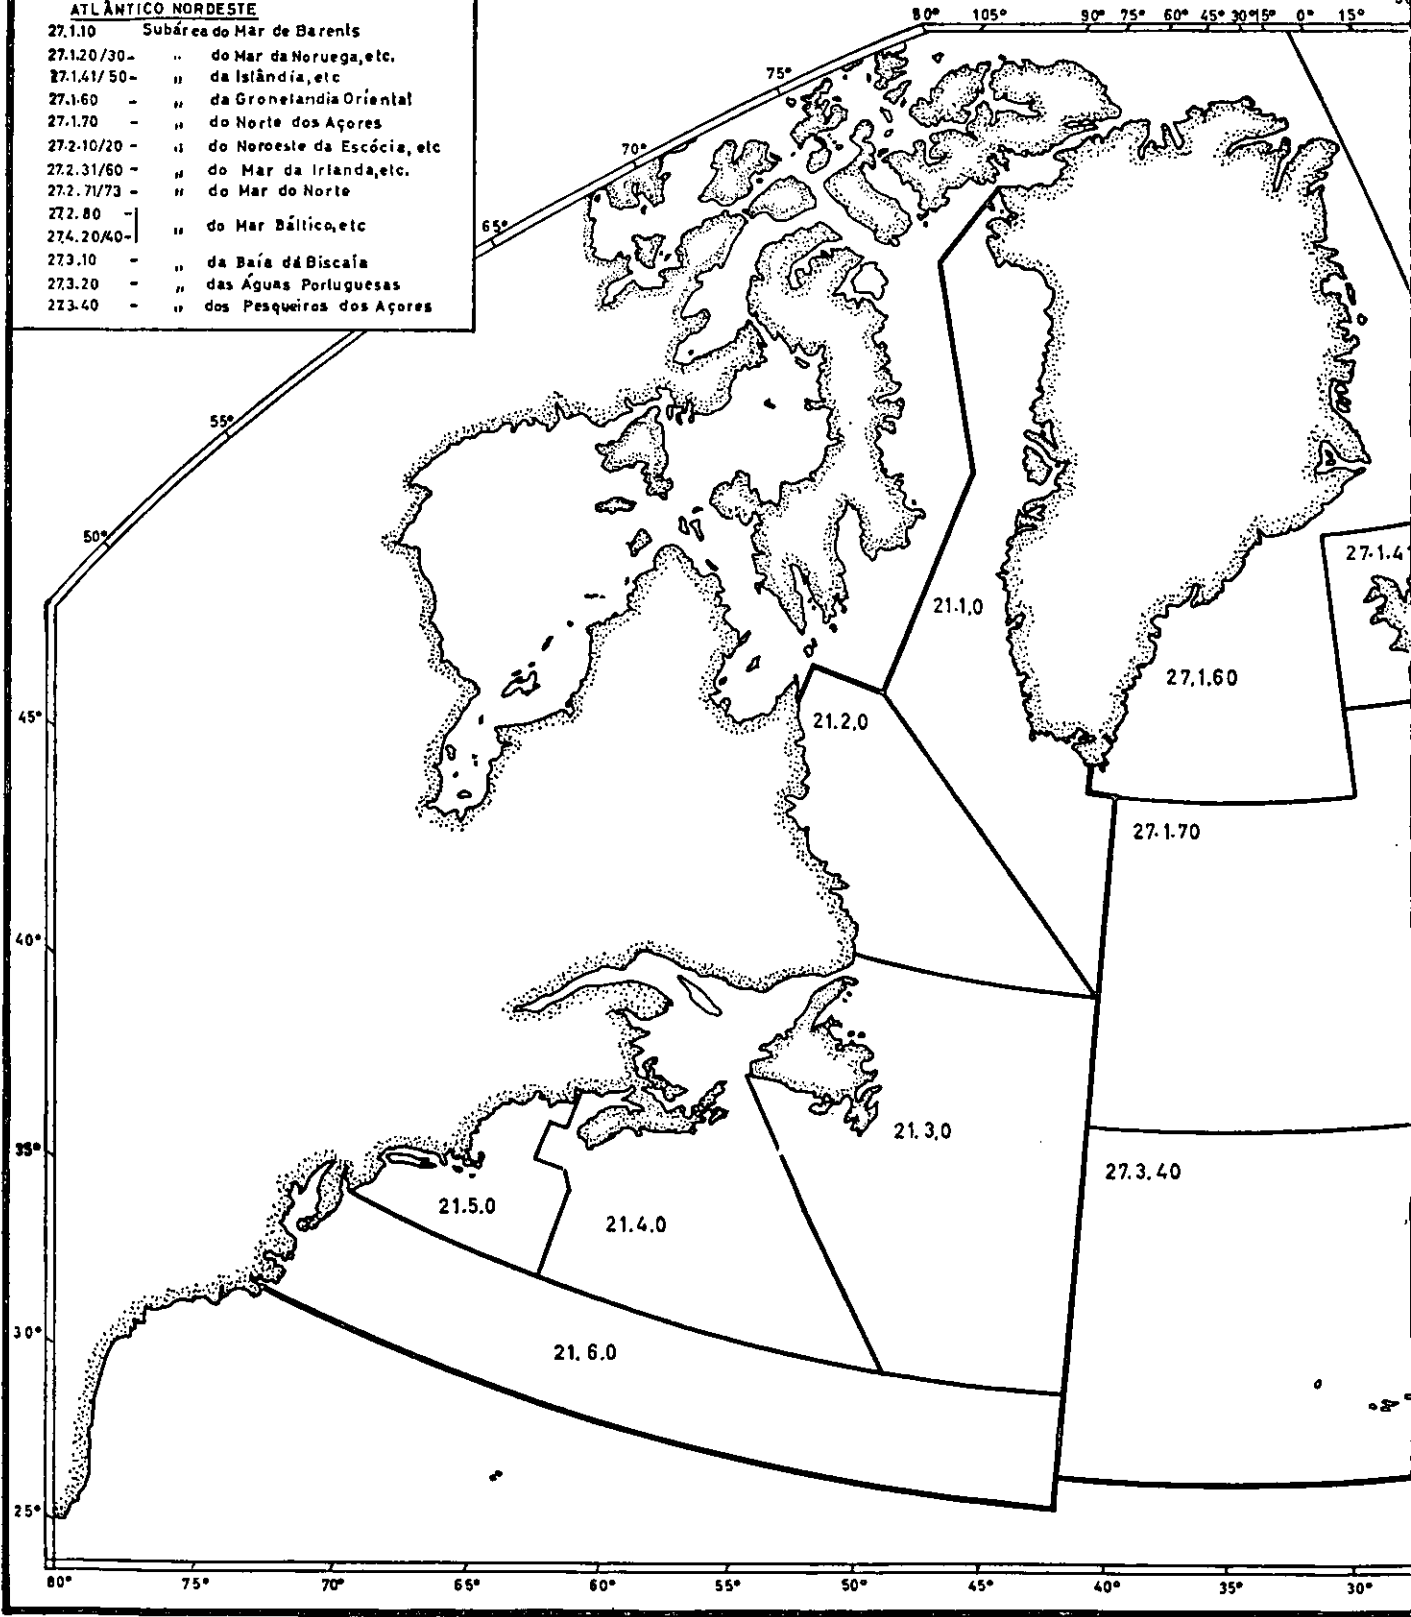 ATLÂNTICO NORDESTE
27.1.10 Subárea do Mar de Barents
27.1.20/30- " do Mar da Noruega, etc.
27.1.41/50- " da Islândia, etc
27.1.60 - " da Gronelandia Oriental
27.1.70 - " do Norte dos Açores
27.2.10/20 - " do Noroeste da Escócia, etc
27.2.31/60 - " do Mar da Irlanda, etc.
27.2.71/73 - " do Mar do Norte
27.2.80 -
27.4.20/40- " do Mar Báltico, etc
27.3.10 - " da Baía da Biscaia
27.3.20 - " das Águas Portuguesas
27.3.40 - " dos Pesqueiros dos Açores
80° 105° 90° 75° 60° 45° 30° 15° 0° 15°
75°
70°
65°
55°
50°
45°
40°
35°
30°
25°
27.1.4
21.1.0
27.1.60
21.2.0
27.1.70
21.3.0
27.3.40
21.5.0
21.4.0
21.6.0
80° 75° 70° 65° 60° 55° 50° 45° 40° 35° 30°